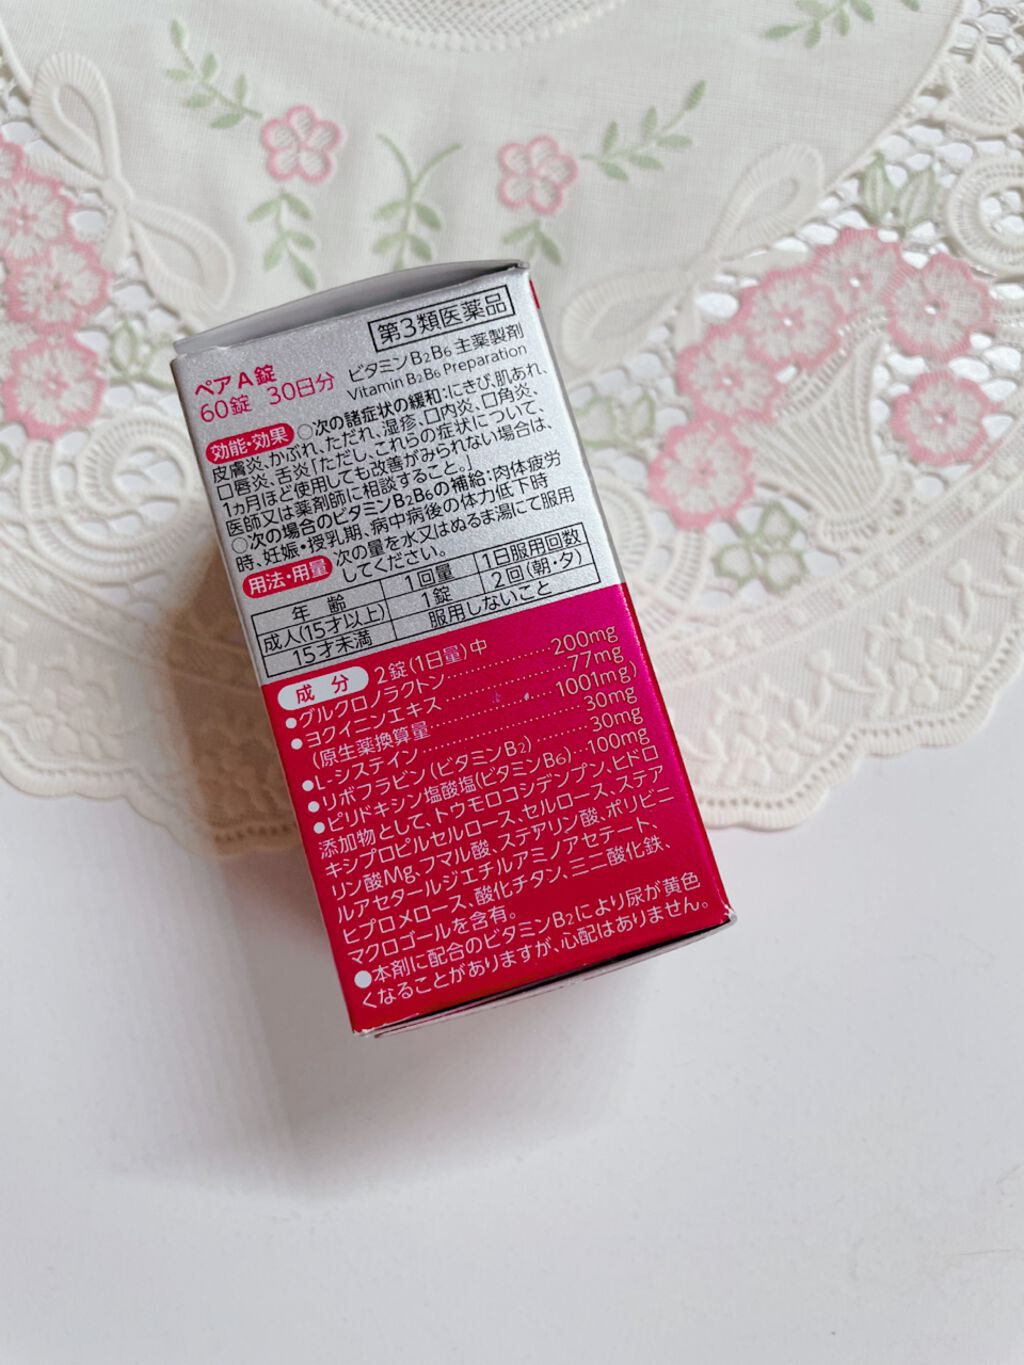 第3類医薬品
ペアA錠
60錠 30日分
ビタミンB2B6主薬製剤
Vitamin B2B6 Preparation
効能・効果 ○次の諸症状の緩和:にきび、肌あれ、
皮膚炎、かぶれ、ただれ、湿疹、口内炎、口角炎、
口唇炎、舌炎「ただし、これらの症状について、
1ヵ月ほど使用しても改善がみられない場合は、
医師又は薬剤師に相談すること。」
○次の場合のビタミンB2B6の補給:肉体疲労
時、妊娠・授乳期、病中病後の体力低下時
用法・用量 次の量を水又はぬるま湯にて服用
してください。
年 齢 1回量 1日服用回数
成人(15才以上) 1錠 2回(朝・夕)
15才未満 服用しないこと
成 分 2錠(1日量)中
●グルクロノラクトン…………200mg
●ヨクイニンエキス…………77mg
(原生薬換算量…………1001mg)
●L-システイン…………30mg
●リボフラビン(ビタミンB2)…………30mg
●ピリドキシン塩酸塩(ビタミンB6)…100mg
添加物として、トウモロコシデンプン、ヒドロ
キシプロピルセルロース、セルロース、ステア
リン酸Mg、フマル酸、ステアリン酸、ポリビニ
ルアセタールジエチルアミノアセテート、
ヒプロメロース、酸化チタン、三二酸化鉄、
マクロゴールを含有。
●本剤に配合のビタミンB2により尿が黄色
くなることがありますが、心配はありません。